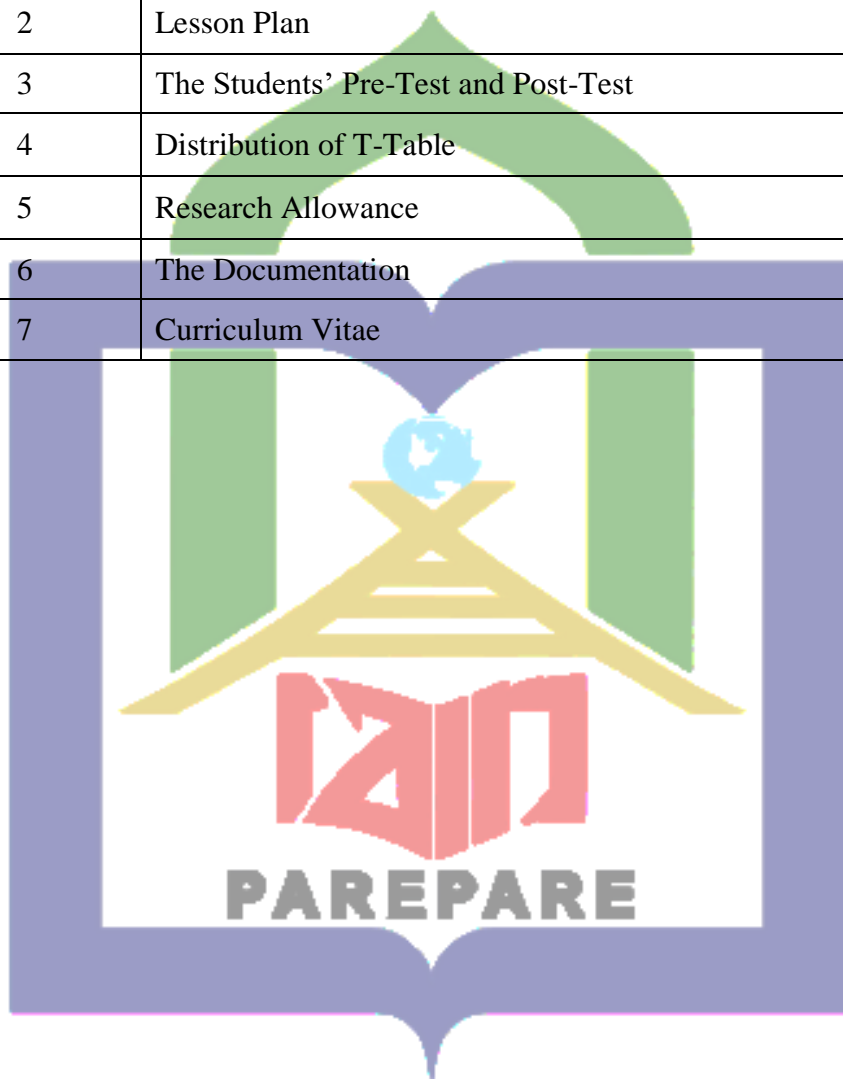 2 Lesson Plan
3 The Students’ Pre-Test and Post-Test
4 Distribution of T-Table
5 Research Allowance
6 The Documentation
7 Curriculum Vitae
iain
PAREPARE